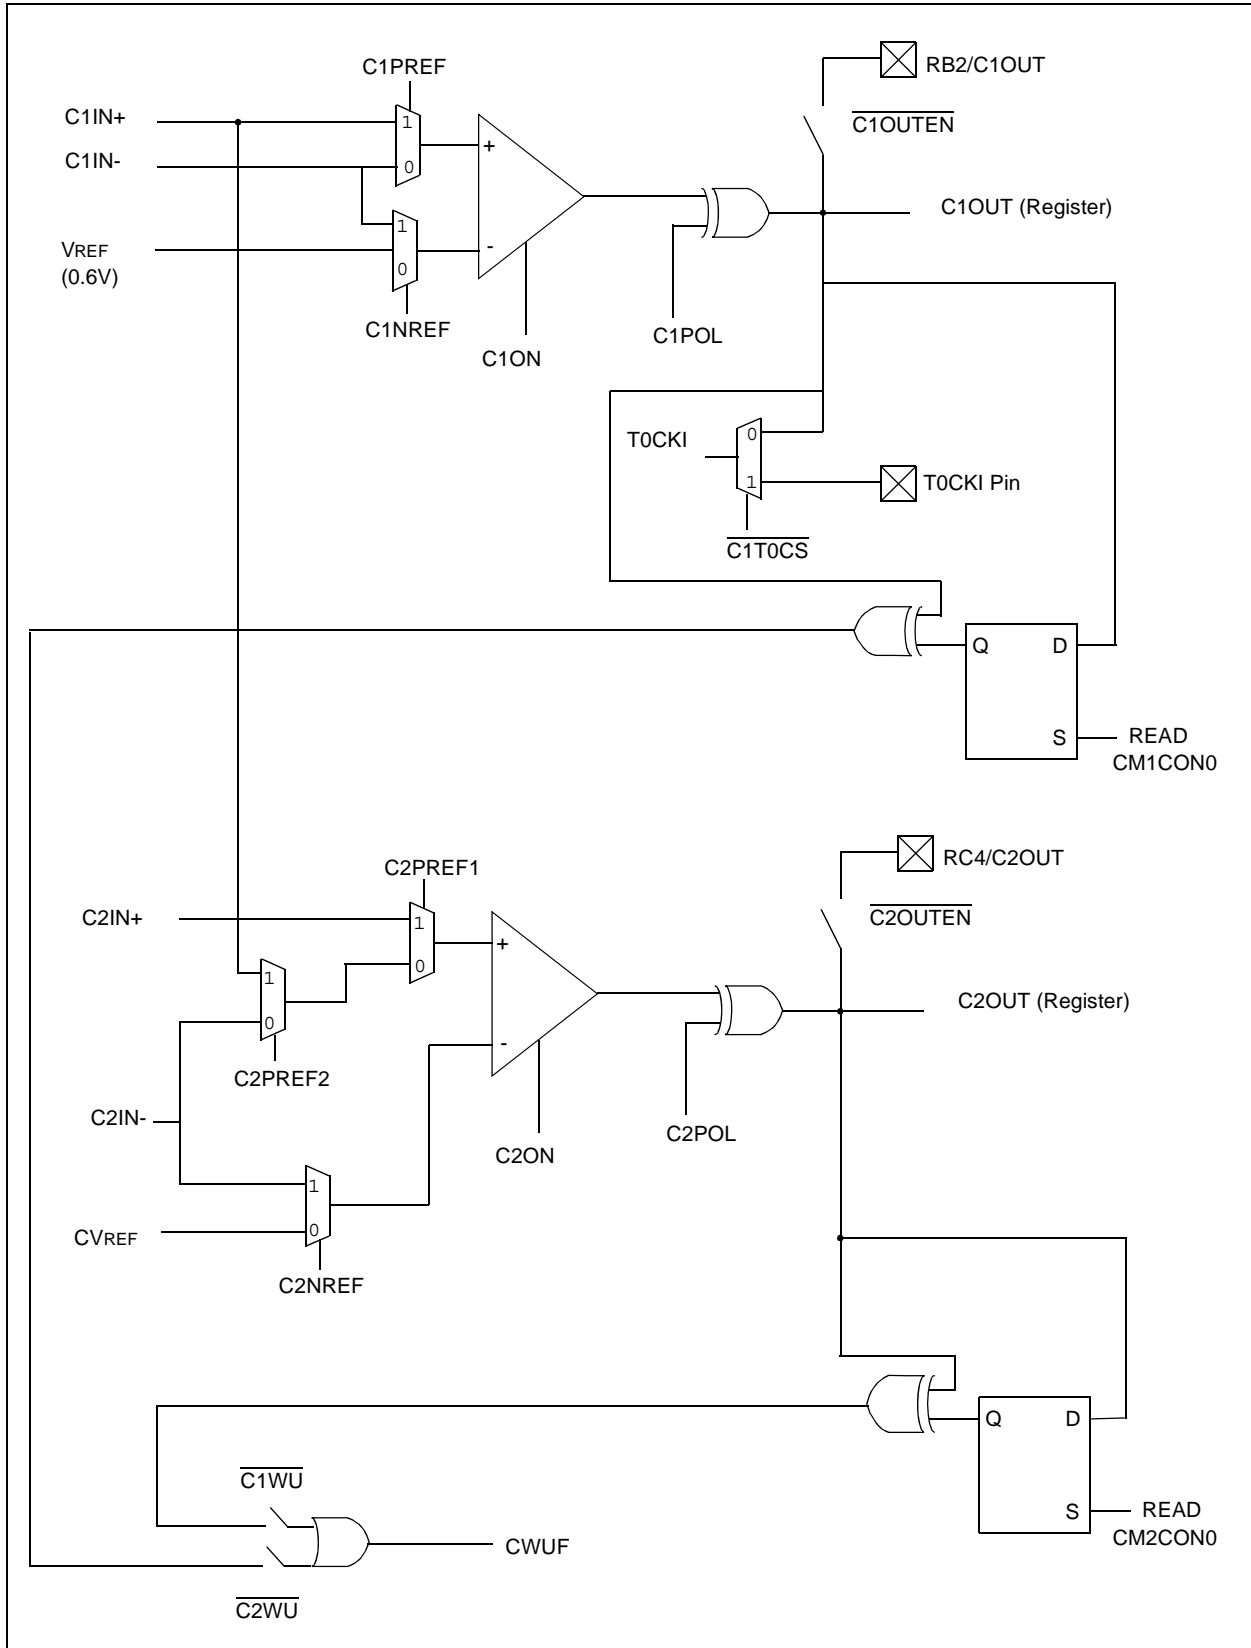 RB2/C1OUT
C1PREF
C1IN+
1
C1OUTEN
+
C1IN-
0
C1OUT (Register)
1
VREF
-
(0.6V)
0
C1NREF
C1POL
C1ON
T0CKI
0
1
T0CKI Pin
C1T0CS
Q
D
S
READ
CM1CON0
RC4/C2OUT
C2PREF1
C2IN+
1
C2OUTEN
+
0
1
C2OUT (Register)
0
-
C2PREF2
C2IN-
C2POL
C2ON
1
CVREF
0
C2NREF
Q
D
C1WU
S
READ
CM2CON0
CWUF
C2WU